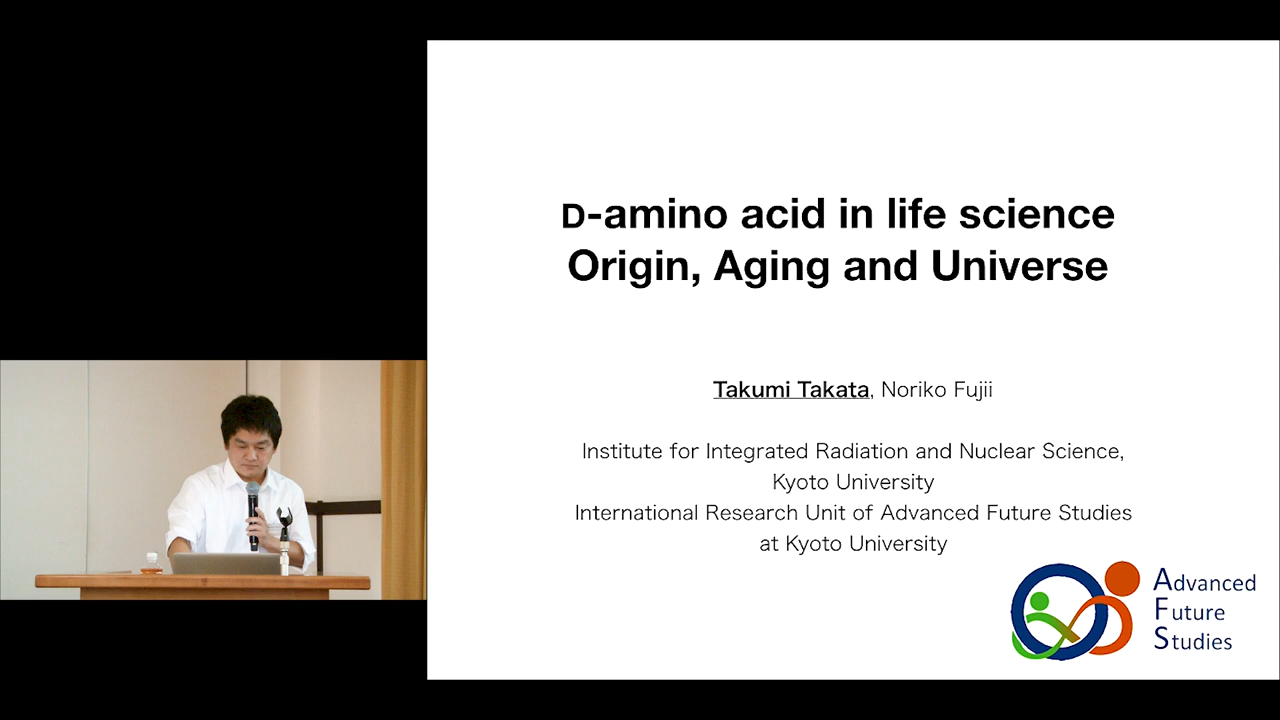 D-amino acid in life science
Origin, Aging and Universe
Takumi Takata, Noriko Fujii
Institute for Integrated Radiation and Nuclear Science,
Kyoto University
International Research Unit of Advanced Future Studies
at Kyoto University
Advanced
Future
Studies